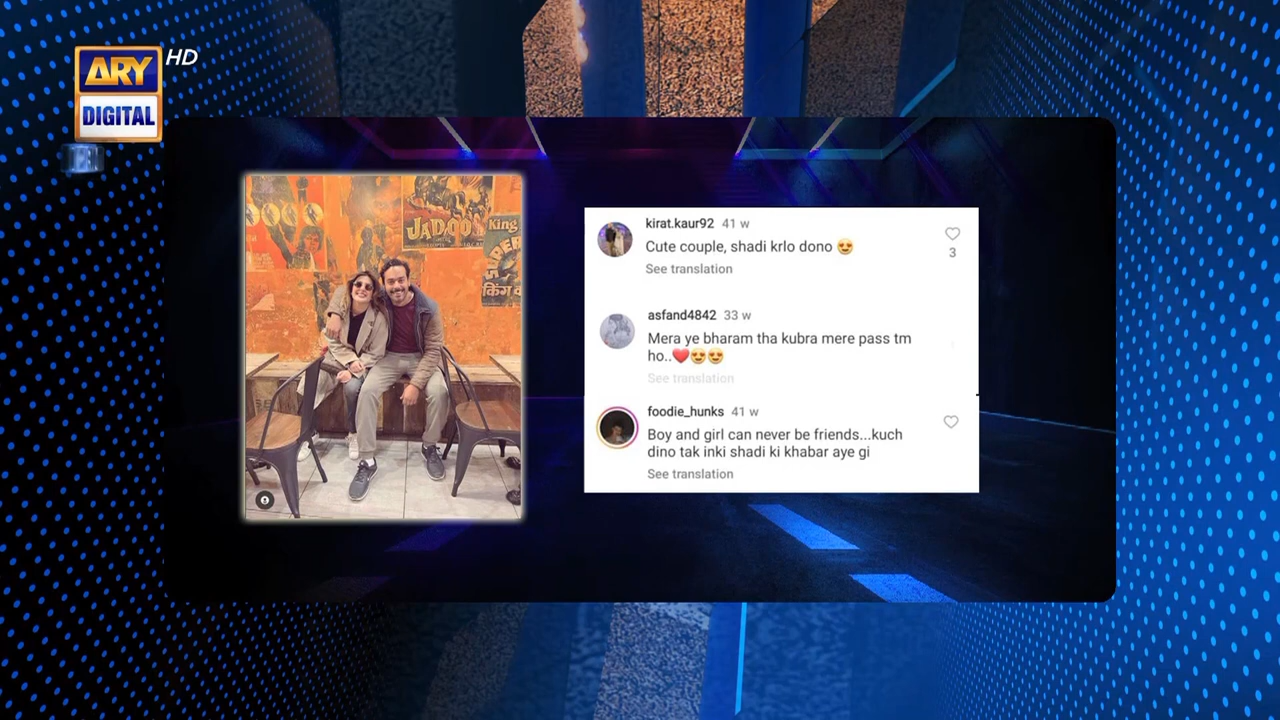 ARY
DIGITAL
HD
JADOO
King
SUPER
किंग
kirat.kaur92 41 w
Cute couple, shadi krlo dono 😍
3
See translation
asfand4842 33 w
Mera ye bharam tha kubra mere pass tm
ho..❤️😍😍
See translation
foodie_hunks 41 w
Boy and girl can never be friends...kuch
dino tak inki shadi ki khabar aye gi
See translation